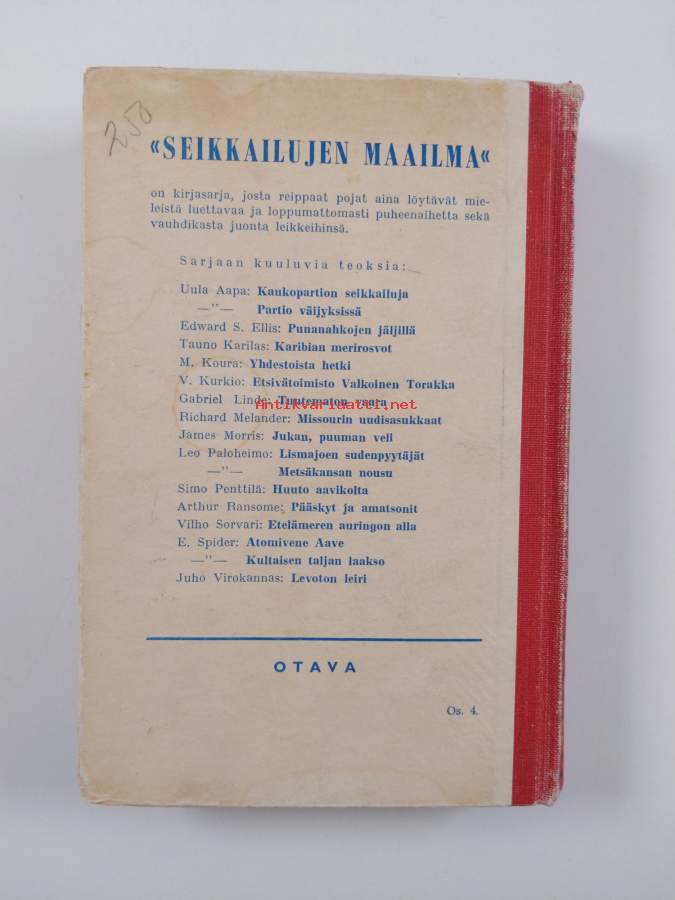 250
«SEIKKAILUJEN MAAILMA«
on kirjasarja, josta reippaat pojat aina löytävät mie-
leistä luettavaa ja loppumattomasti puheenaihetta sekä
vauhdikasta juonta leikkeihinsä.
Sarjaan kuuluvia teoksia:
Uula Aapa: Kaukopartion seikkailuja
—"— Partio väijyksissä
Edward S. Ellis: Punanahkojen jäljillä
Tauno Karilas: Karibian merirosvot
M. Koura: Yhdestoista hetki
V. Kurkio: Etsivätoimisto Valkoinen Torakka
Gabriel Linde: Tuntematon vaara
Antikvariaatti.net
Richard Melander: Missourin uudisasukkaat
James Morris: Jukan, puuman veli
Leo Paloheimo: Lismajoen sudenpyytäjät
—"— Metsäkansan nousu
Simo Penttilä: Huuto aavikolta
Arthur Ransome: Pääskyt ja amatsonit
Vilho Sorvari: Etelämeren auringon alla
E. Spider: Atomivene Aave
—"— Kultaisen taljan laakso
Juho Virokannas: Levoton leiri
OTAVA
Os. 4.